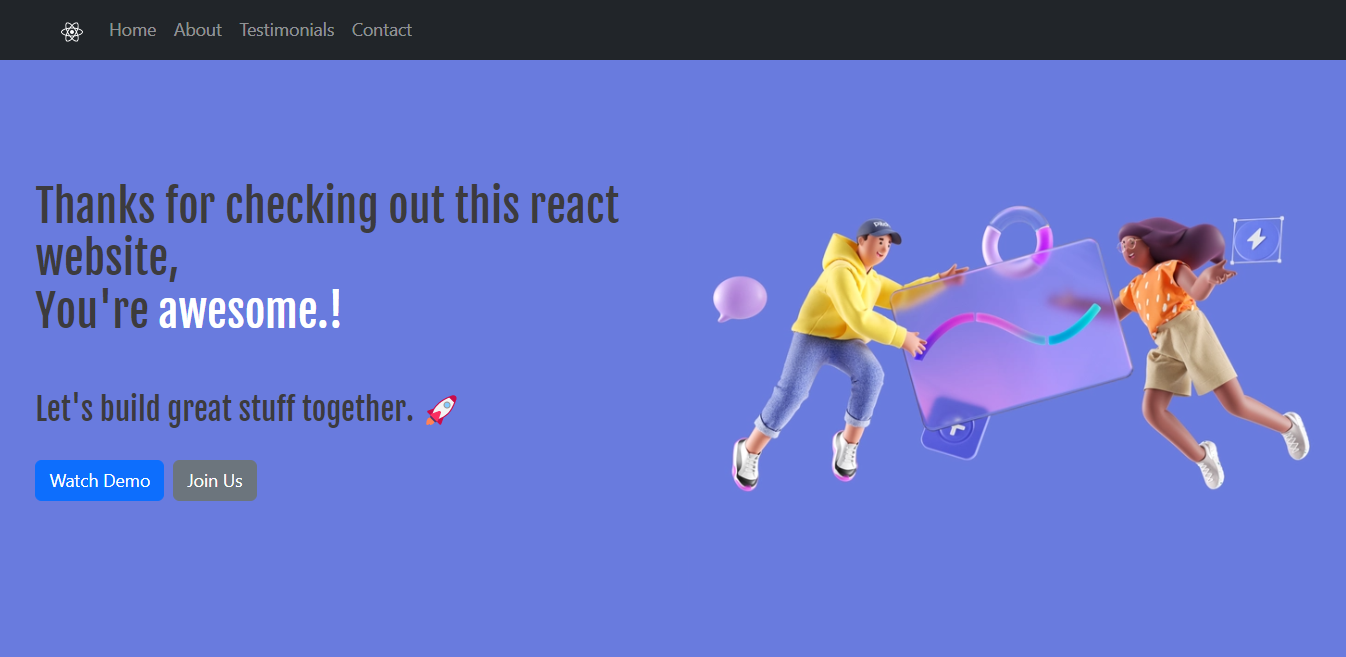 Home About Testimonials Contact
Thanks for checking out this react
website,
You're awesome.!
Let's build great stuff together. 🚀
Watch Demo Join Us